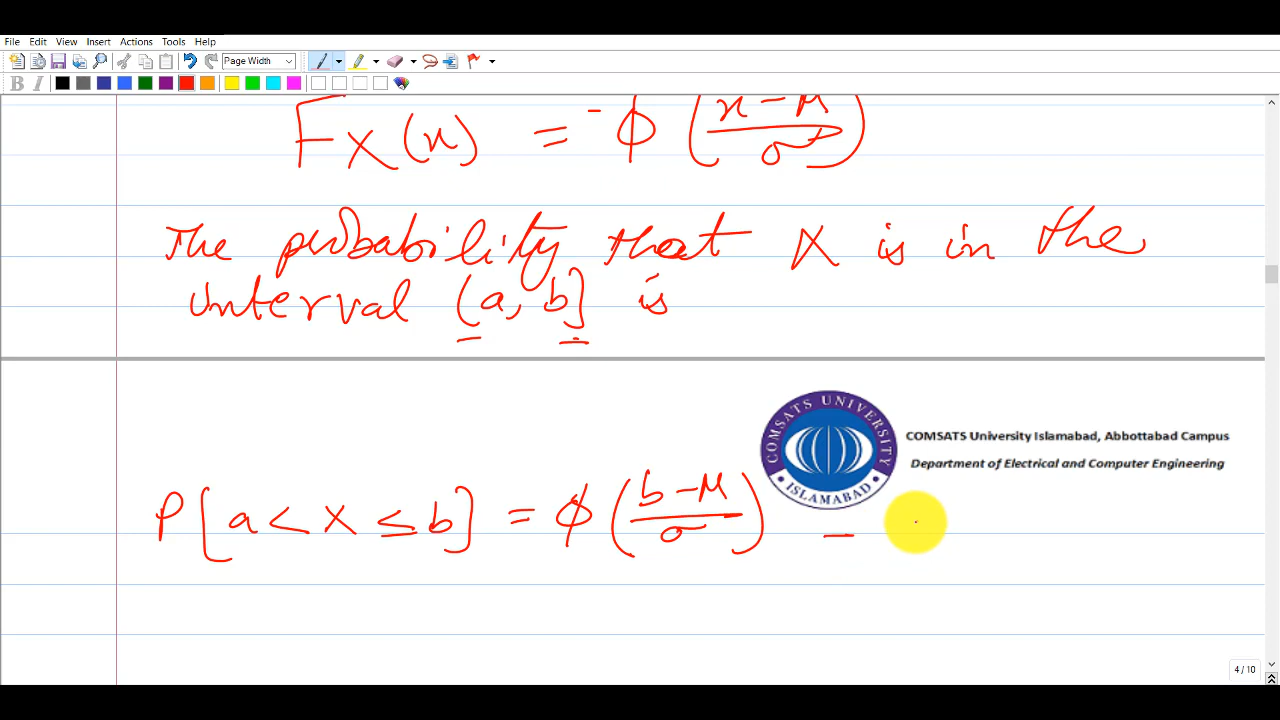 File Edit View Insert Actions Tools Help
Page Width
B I
Fx(x) = Φ (x-μ/σ)
The probability that X is in the
interval (a, b] is
COMSATS UNIVERSITY
ISLAMABAD
COMSATS University Islamabad, Abbottabad Campus
Department of Electrical and Computer Engineering
P[a < X ≤ b] = Φ (b-μ/σ) -
4 / 10